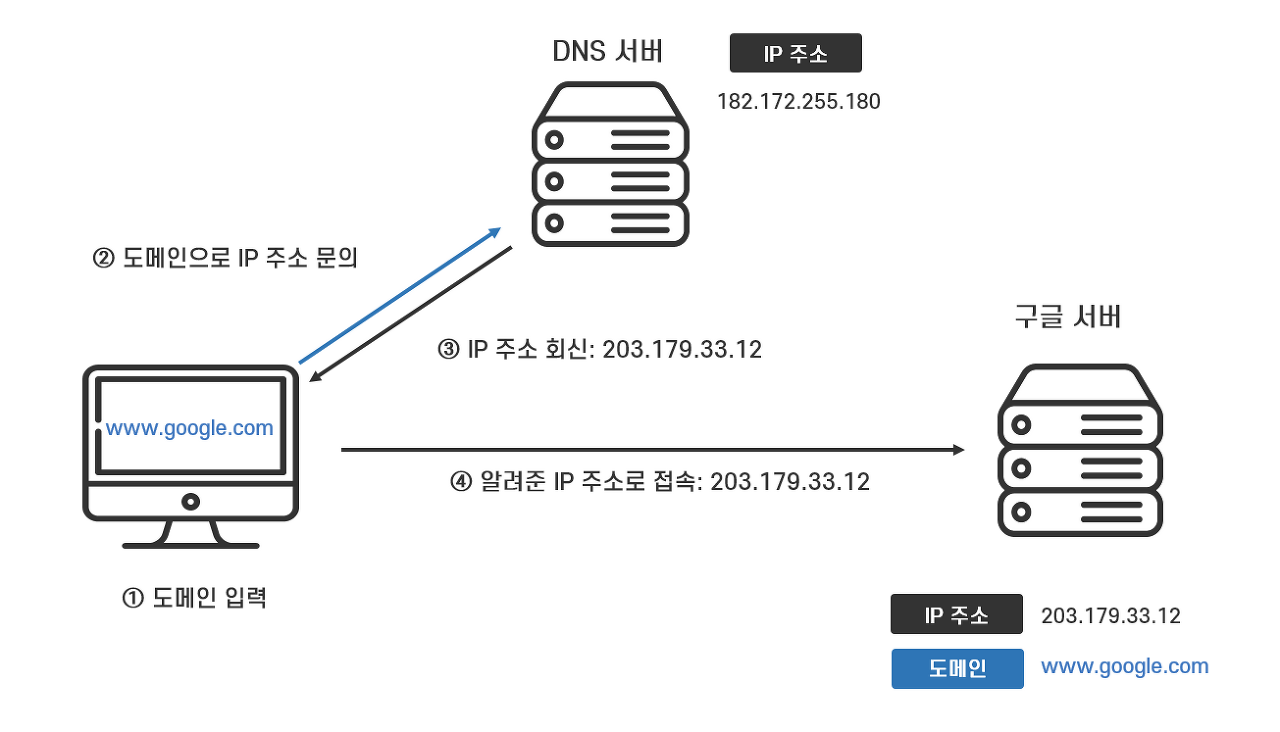 DNS 서버
IP 주소
182.172.255.180
② 도메인으로 IP 주소 문의
③ IP 주소 회신: 203.179.33.12
구글 서버
www.google.com
④ 알려준 IP 주소로 접속: 203.179.33.12
① 도메인 입력
IP 주소 203.179.33.12
도메인 www.google.com